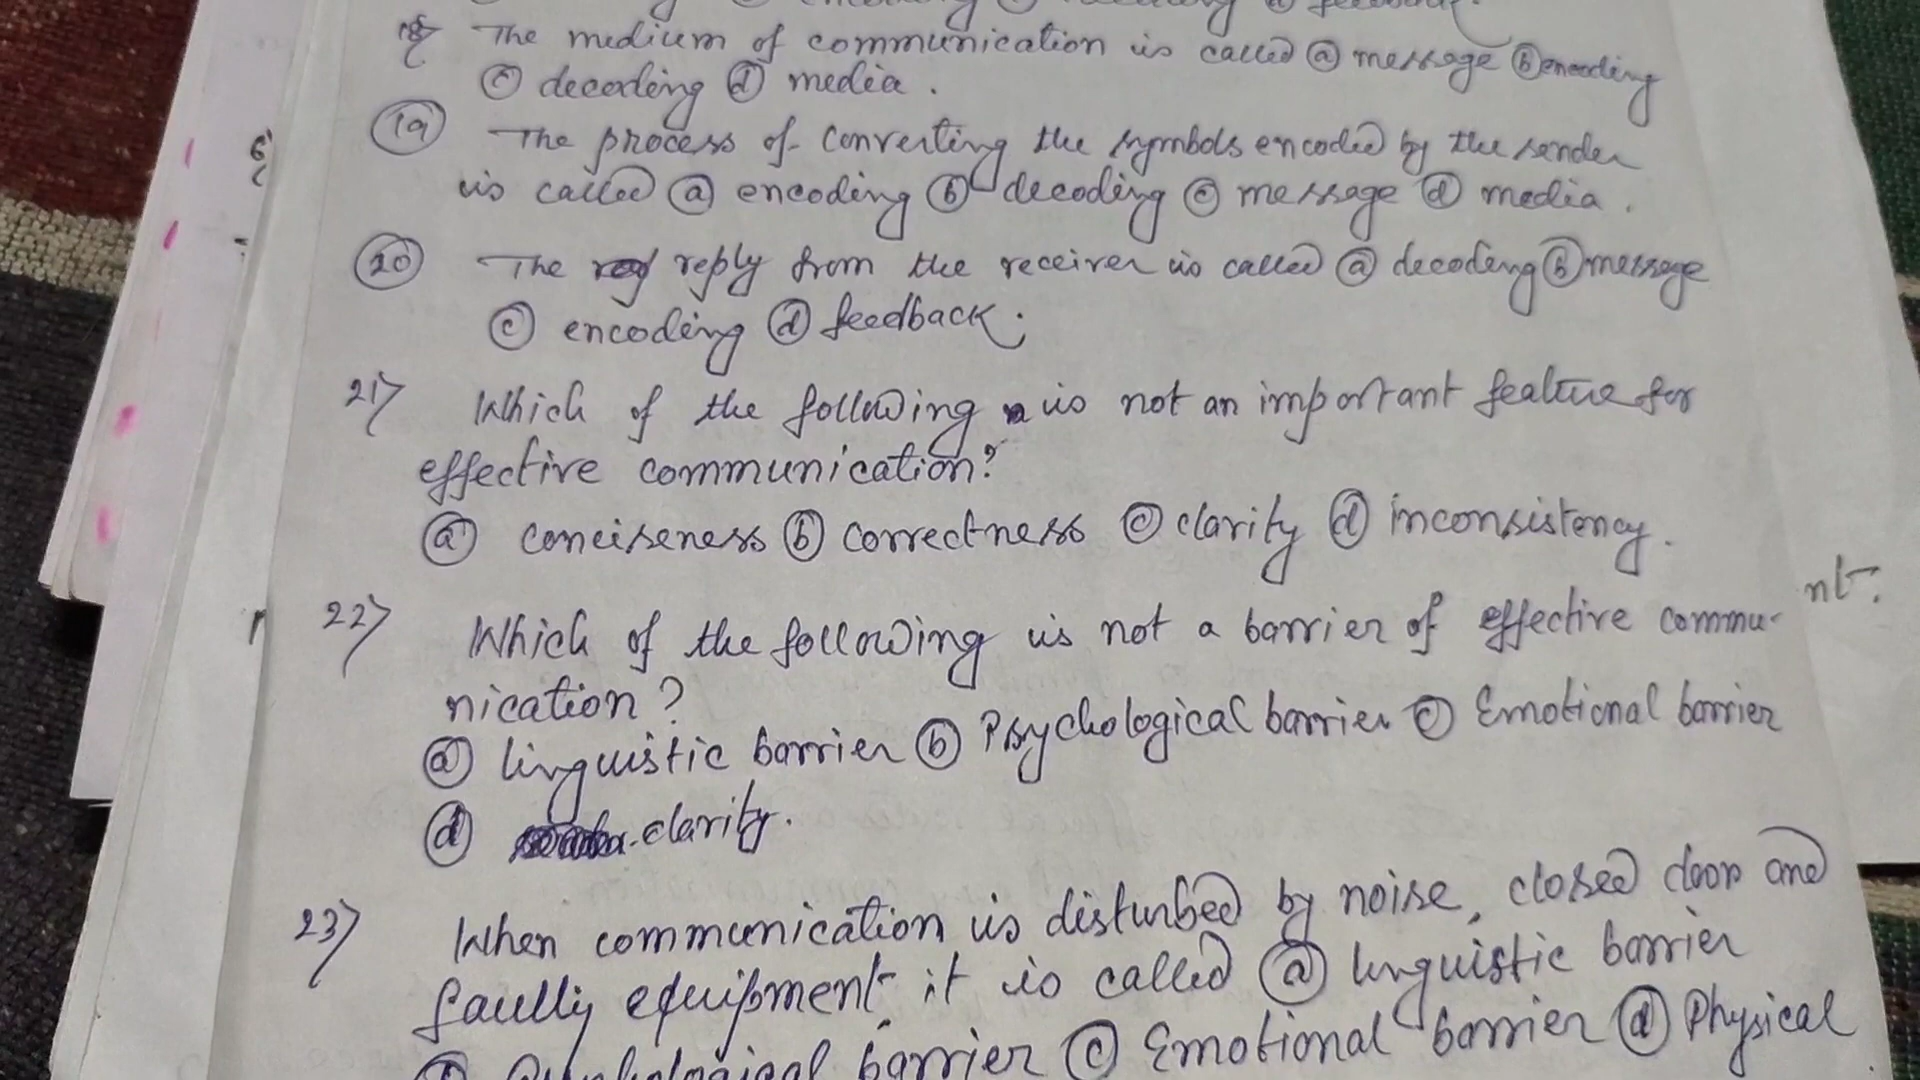 encoding feedback.
18) The medium of communication is called (a) message (b) encoding
(c) decoding (d) media.
(19) The process of converting the symbols encoded by the sender
is called (a) encoding (b) decoding (c) message (d) media.
(20) The reply from the receiver is called (a) decoding (b) message
(c) encoding (d) feedback.
21) Which of the following is not an important feature for
effective communication?
(a) conciseness (b) correctness (c) clarity (d) inconsistency.
22) Which of the following is not a barrier of effective commu-
nication?
(a) linguistic barrier (b) Psychological barrier (c) Emotional barrier
(d) clarity.
23) When communication is disturbed by noise, closed door and
faulty equipment it is called (a) linguistic barrier
(b) Psychological barrier (c) Emotional barrier (d) Physical